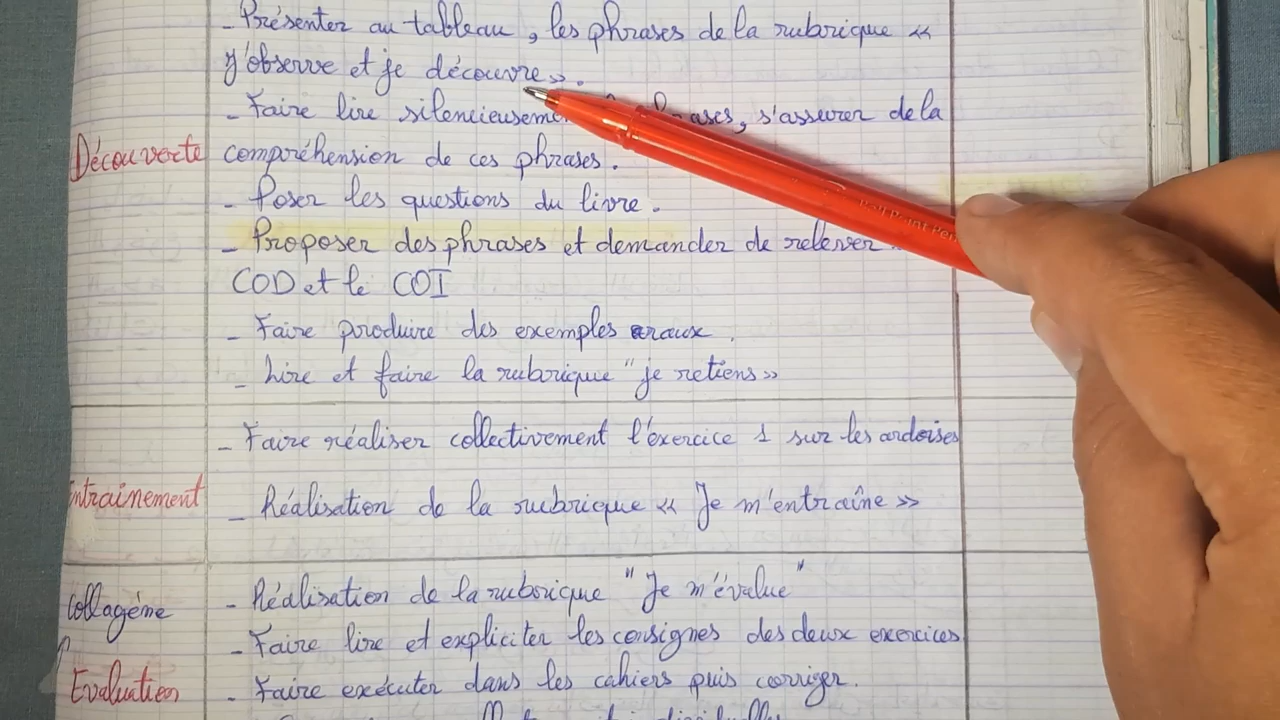 - Présenter au tableau, les phrases de la rubrique «
j'observe et je découvre».
- Faire lire silencieusement phrases, s'assurer de la
Découverte compréhension de ces phrases.
- Poser les questions du livre.
- Proposer des phrases et demander de relever
COD et le COI
- Faire produire des exemples oraux.
- Lire et faire la rubrique "je retiens»
- Faire réaliser collectivement l'exercice 1 sur les ardoises
Entrainement
- Réalisation de la rubrique « Je m'entraîne »
- Réalisation de la rubrique "Je m'évalue"
Collagène
- Faire lire et expliciter les consignes des deux exercices
Evaluation - Faire exécuter dans les cahiers puis corriger.